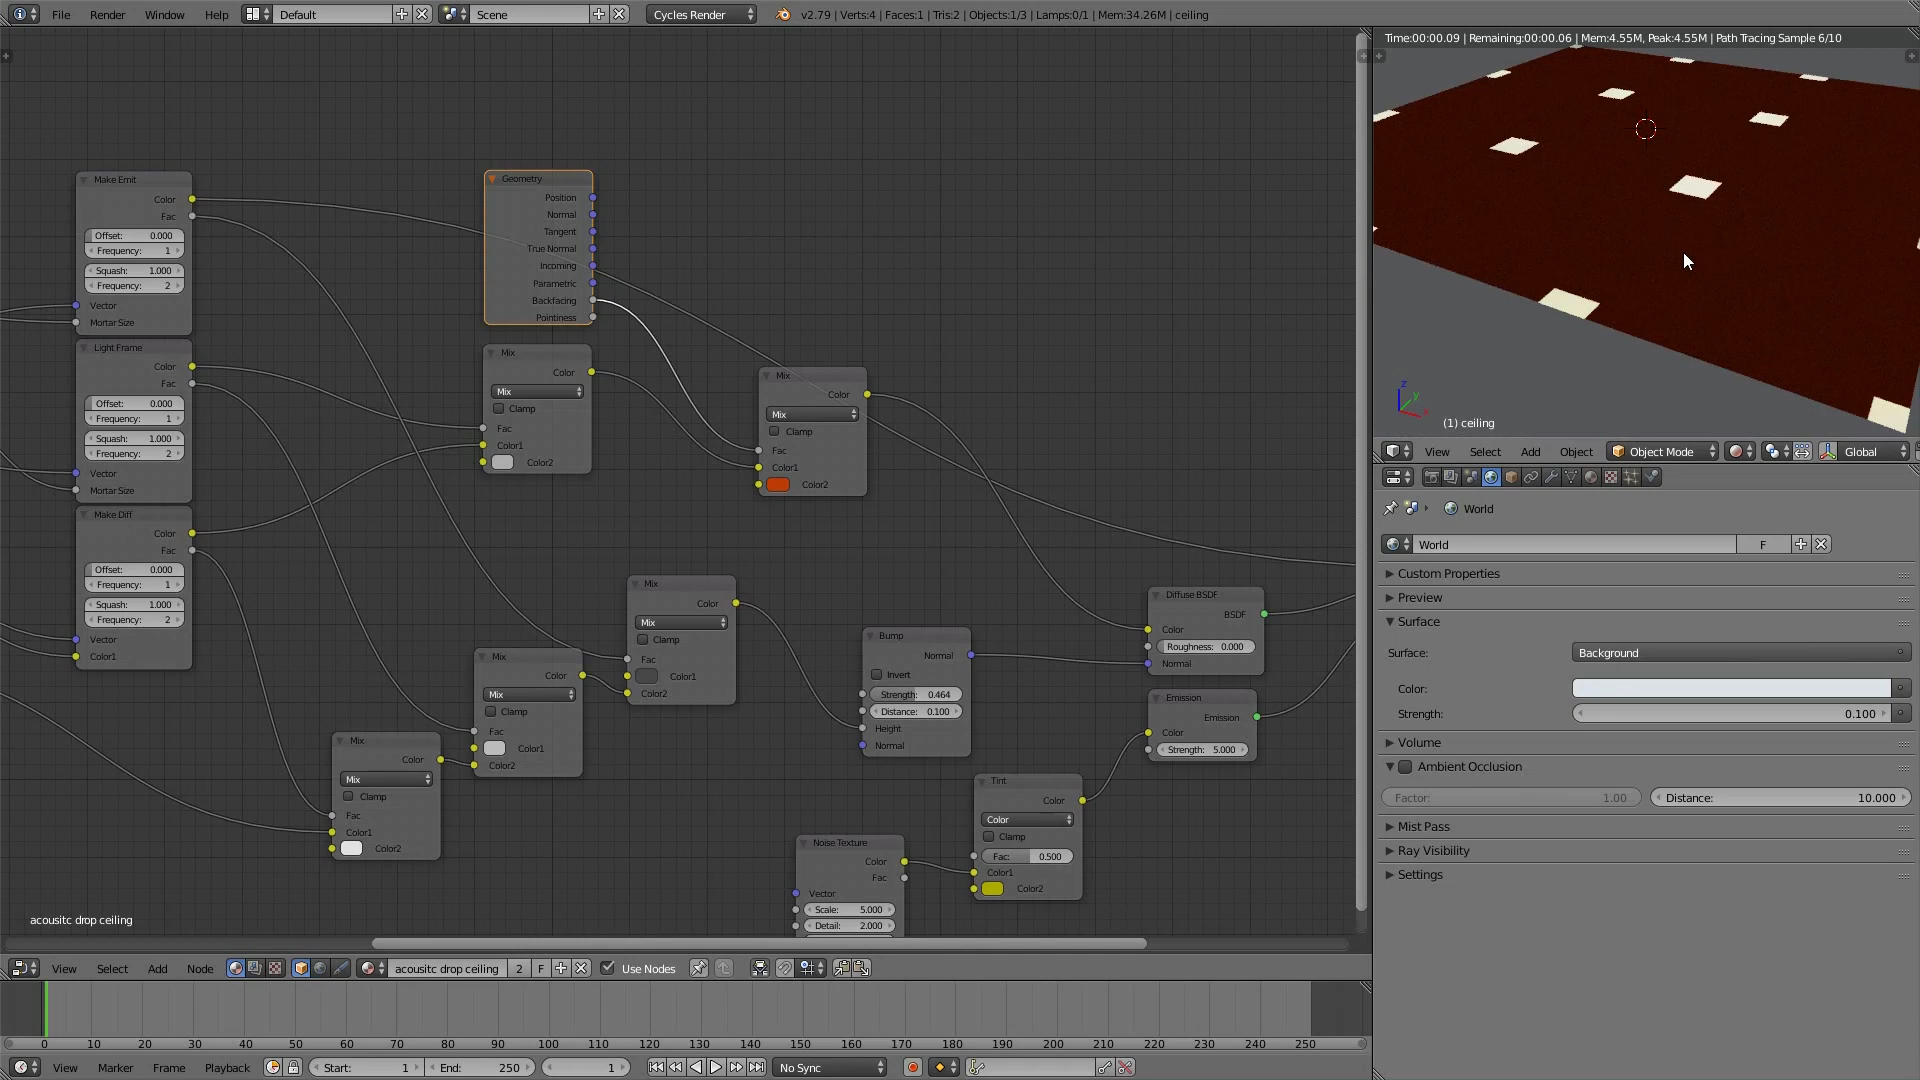 File Render Window Help Default Scene Cycles Render v2.79 | Verts:4 | Faces:1 | Tris:2 | Objects:1/3 | Lamps:0/1 | Mem:34.26M | ceiling
Time:00:00.09 | Remaining:00:00.06 | Mem:4.55M, Peak:4.55M | Path Tracing Sample 6/10
Make Emit
Color
Fac
Offset: 0.000
Frequency: 1
Squash: 1.000
Frequency: 2
Vector
Mortar Size
Light Frame
Color
Fac
Offset: 0.000
Frequency: 1
Squash: 1.000
Frequency: 2
Vector
Mortar Size
Make Diff
Color
Fac
Offset: 0.000
Frequency: 1
Squash: 1.000
Frequency: 2
Vector
Color1
Geometry
Position
Normal
Tangent
True Normal
Incoming
Parametric
Backfacing
Pointiness
Mix
Color
Mix
Clamp
Fac
Color1
Color2
Mix
Color
Mix
Clamp
Fac
Color1
Color2
Mix
Color
Mix
Clamp
Fac
Color1
Color2
Mix
Color
Mix
Clamp
Fac
Color1
Color2
Mix
Color
Mix
Clamp
Fac
Color1
Color2
Bump
Normal
Invert
Strength: 0.464
Distance: 0.100
Height
Normal
Diffuse BSDF
BSDF
Color
Roughness: 0.000
Normal
Emission
Emission
Color
Strength: 5.000
Tint
Color
Color
Clamp
Fac: 0.500
Color1
Color2
Noise Texture
Color
Fac
Vector
Scale: 5.000
Detail: 2.000
acousitc drop ceiling
View Select Add Node acousitc drop ceiling 2 F Use Nodes
z
y
x
(1) ceiling
View Select Add Object Object Mode Global
World
World F
Custom Properties
Preview
Surface
Surface: Background
Color:
Strength: 0.100
Volume
Ambient Occlusion
Factor: 1.00 Distance: 10.000
Mist Pass
Ray Visibility
Settings
0 10 20 30 40 50 60 70 80 90 100 110 120 130 140 150 160 170 180 190 200 210 220 230 240 250
View Marker Frame Playback Start: 1 End: 250 1 No Sync